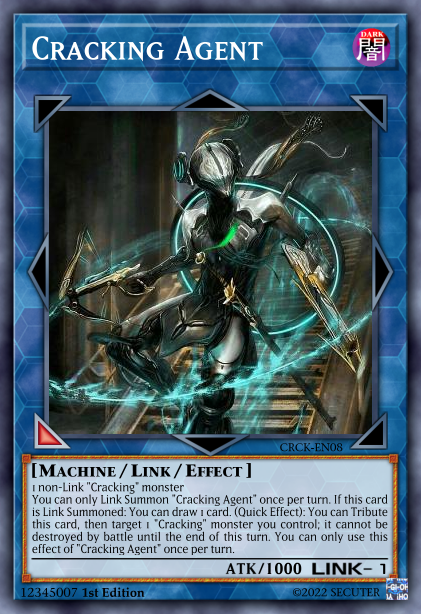 Cracking Agent
DARK
闇
CRCK-EN08
[Machine / Link / Effect]
1 non-Link "Cracking" monster
You can only Link Summon "Cracking Agent" once per turn. If this card
is Link Summoned: You can draw 1 card. (Quick Effect): You can Tribute
this card, then target 1 "Cracking" monster you control; it cannot be
destroyed by battle until the end of this turn. You can only use this
effect of "Cracking Agent" once per turn.
ATK/1000 LINK- 1
12345007 1st Edition ©2022 SECUTER